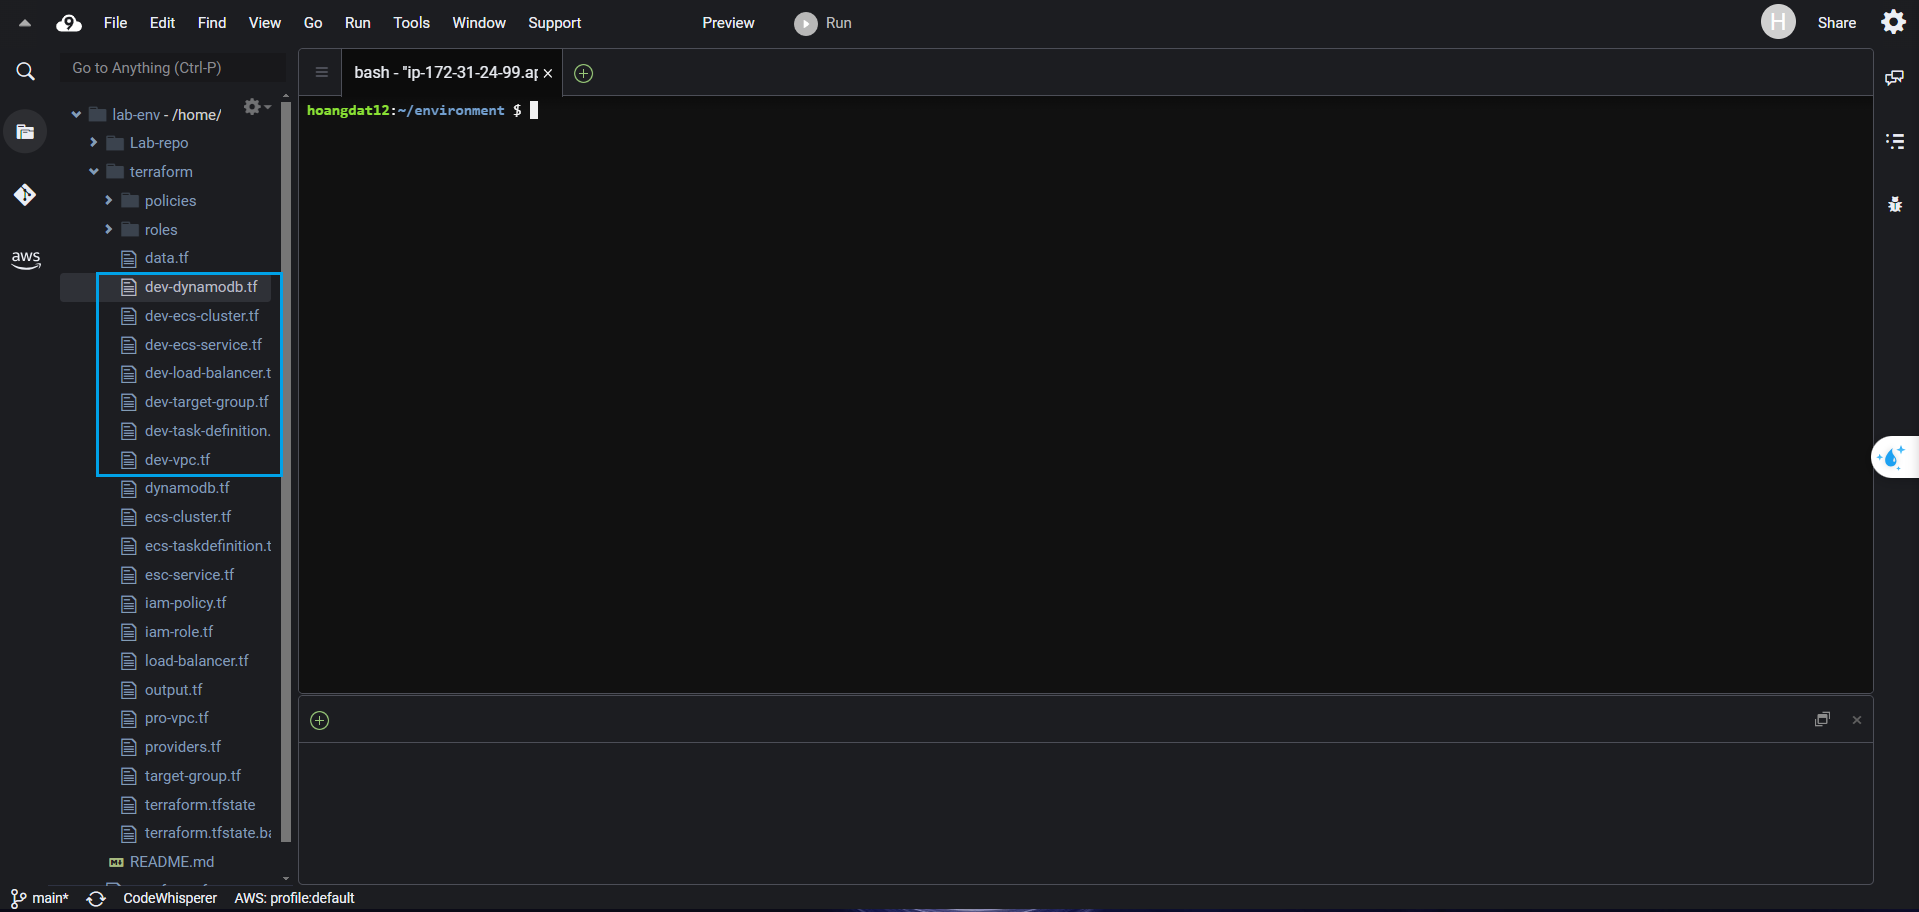 9 File Edit Find View Go Run Tools Window Support Preview Run H Share
Go to Anything (Ctrl-P)
bash - "ip-172-31-24-99.ap
hoangdat12:~/environment $
lab-env - /home/
Lab-repo
terraform
policies
roles
data.tf
aws
dev-dynamodb.tf
dev-ecs-cluster.tf
dev-ecs-service.tf
dev-load-balancer.t
dev-target-group.tf
dev-task-definition.
dev-vpc.tf
dynamodb.tf
ecs-cluster.tf
ecs-taskdefinition.t
esc-service.tf
iam-policy.tf
iam-role.tf
load-balancer.tf
output.tf
pro-vpc.tf
providers.tf
target-group.tf
terraform.tfstate
terraform.tfstate.ba
README.md
main* CodeWhisperer AWS: profile:default